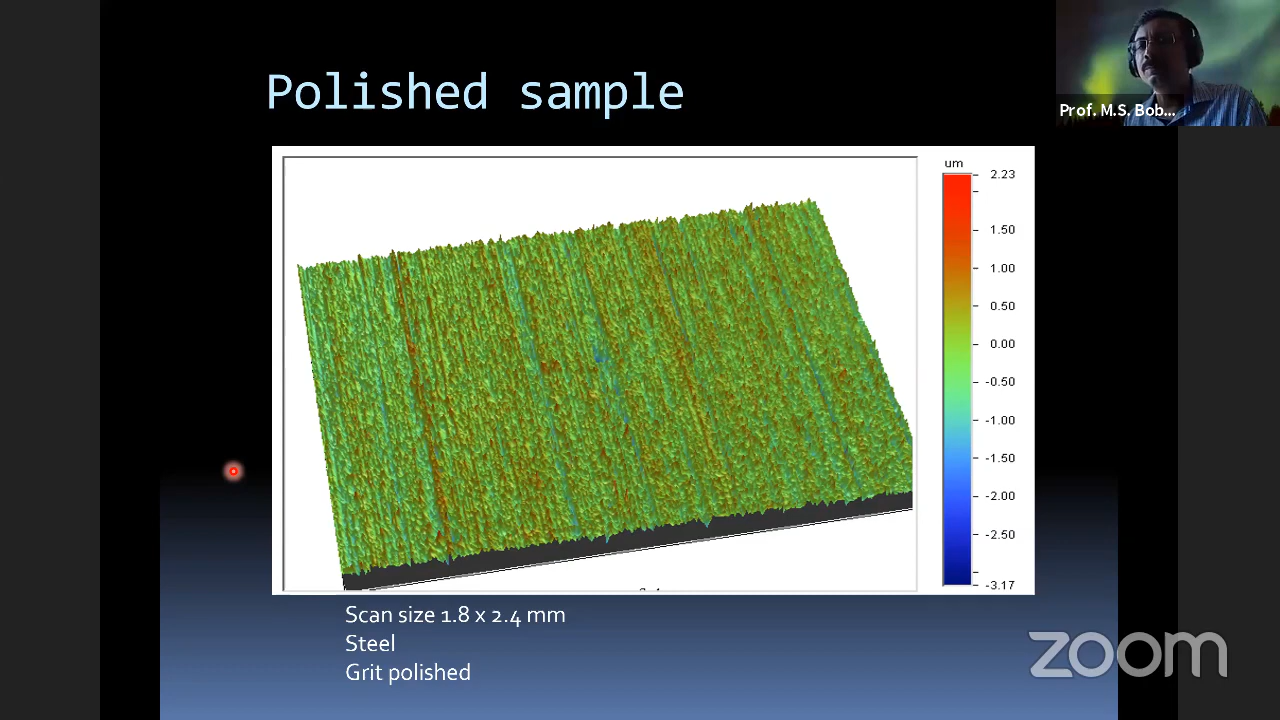 Polished sample
Prof. M.S. Bob...
um
2.23
1.50
1.00
0.50
0.00
-0.50
-1.00
-1.50
-2.00
-2.50
-3.17
Scan size 1.8 x 2.4 mm
Steel
Grit polished
zoom